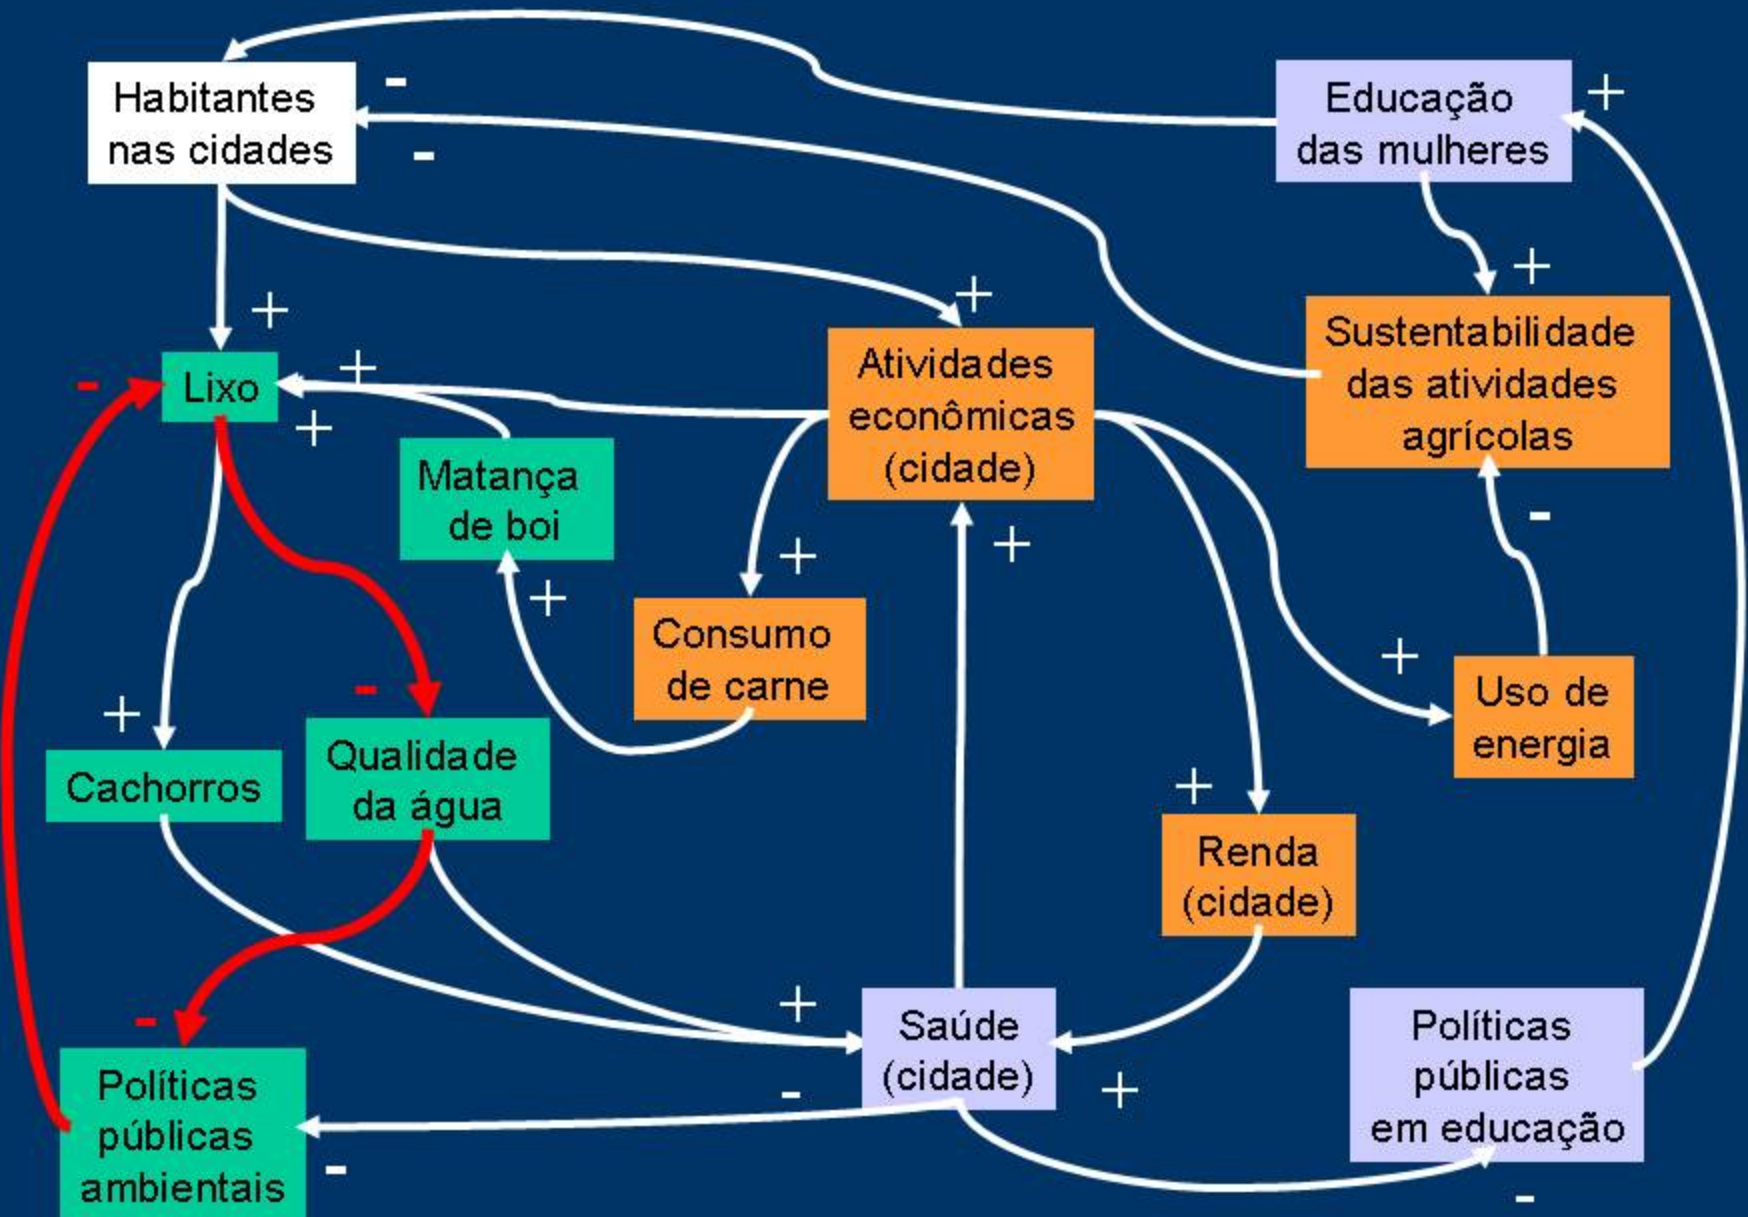 Habitantes
nas cidades
-
-
Educação
das mulheres
+
+
Lixo
-
+
+
+
Atividades
econômicas
(cidade)
+
Sustentabilidade
das atividades
agrícolas
+
-
Matança
de boi
+
Consumo
de carne
+
Uso de
energia
+
Cachorros
+
Qualidade
da água
-
Renda
(cidade)
+
Saúde
(cidade)
+
-
+
Políticas
públicas
ambientais
-
-
Políticas
públicas
em educação
-